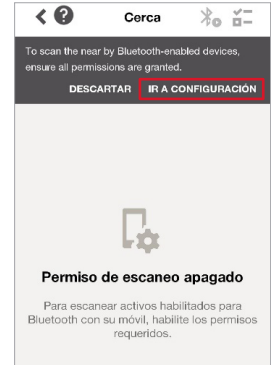 Cerca
To scan the near by Bluetooth-enabled devices,
ensure all permissions are granted.
DESCARTAR IR A CONFIGURACIÓN
Permiso de escaneo apagado
Para escanear activos habilitados para
Bluetooth con su móvil, habilite los permisos
requeridos.